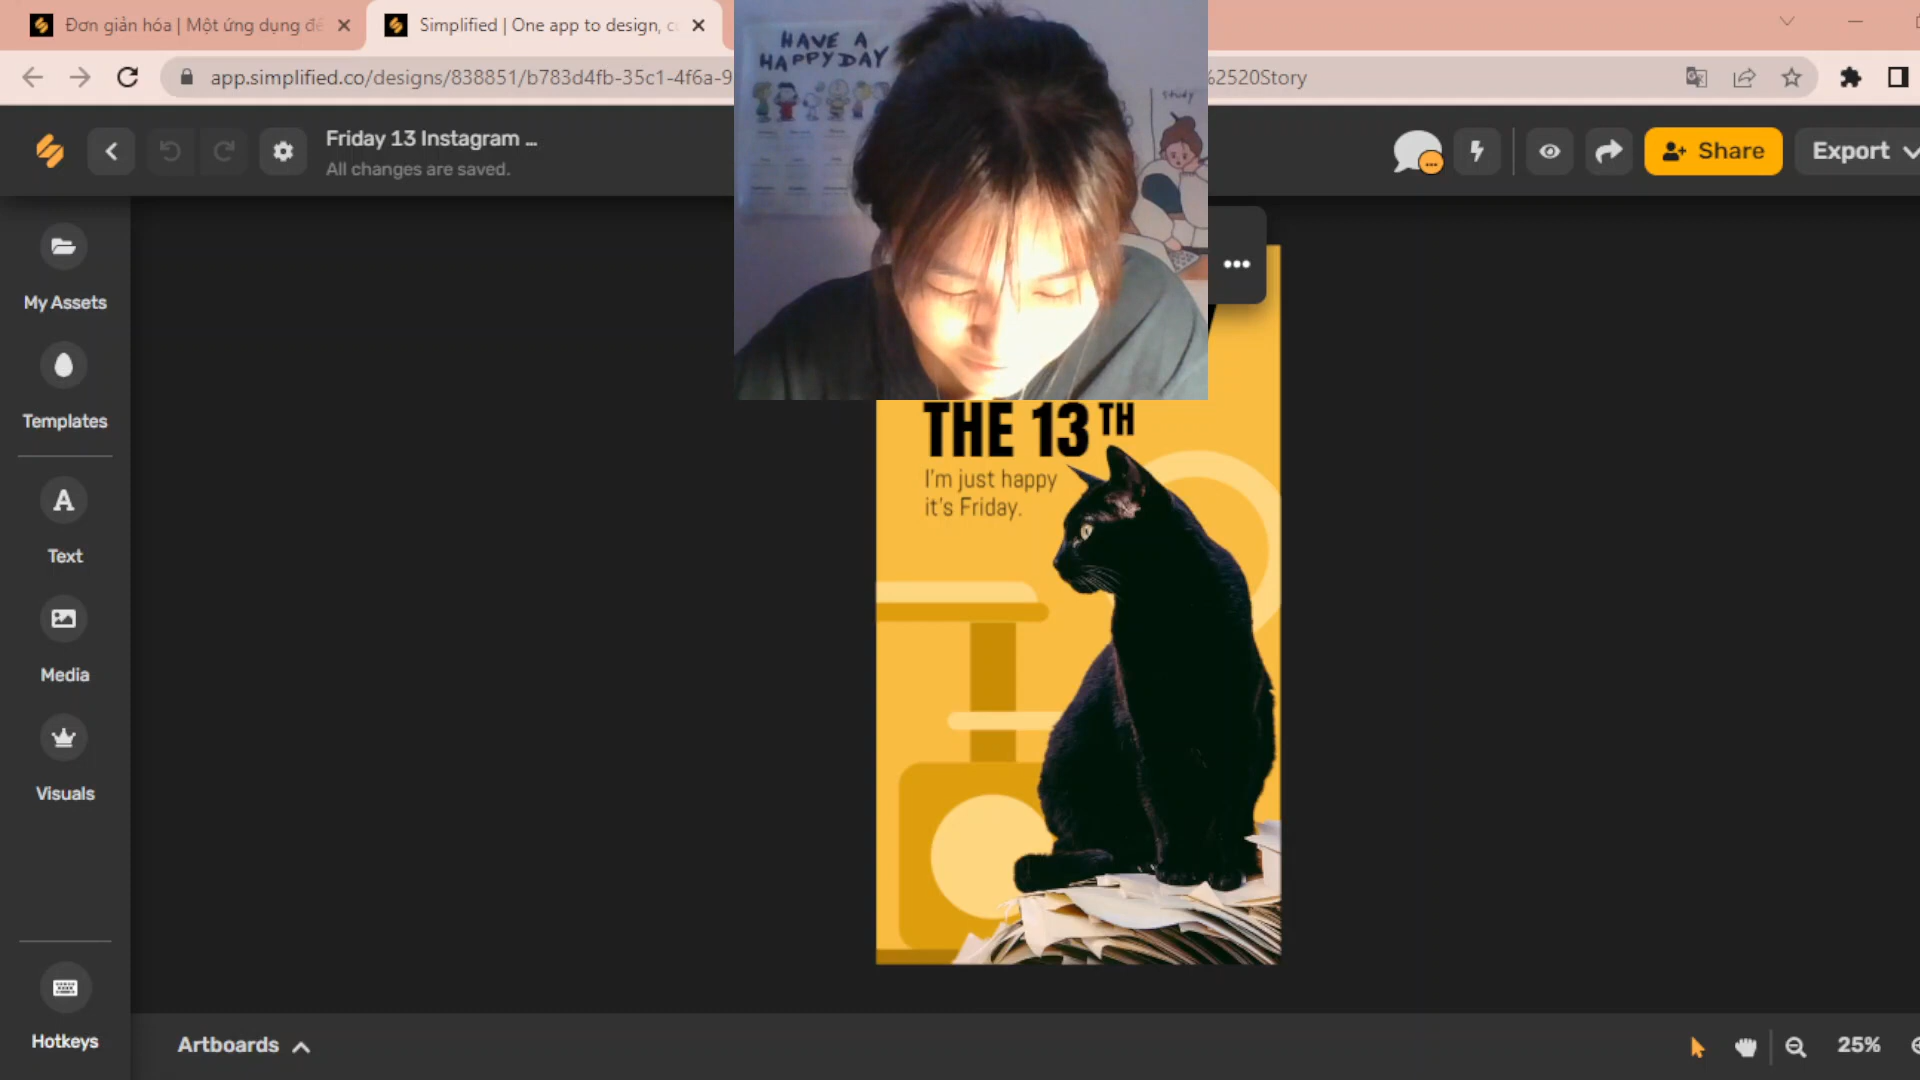 Đơn giản hóa | Một ứng dụng để
Simplified | One app to design, c
app.simplified.co/designs/838851/b783d4fb-35c1-4f6a-9
%2520Story
HAVE A
HAPPY DAY
study
Friday 13 Instagram ...
All changes are saved.
Share
Export
My Assets
Templates
Text
Media
Visuals
Hotkeys
THE 13TH
I'm just happy
it's Friday.
Artboards
25%